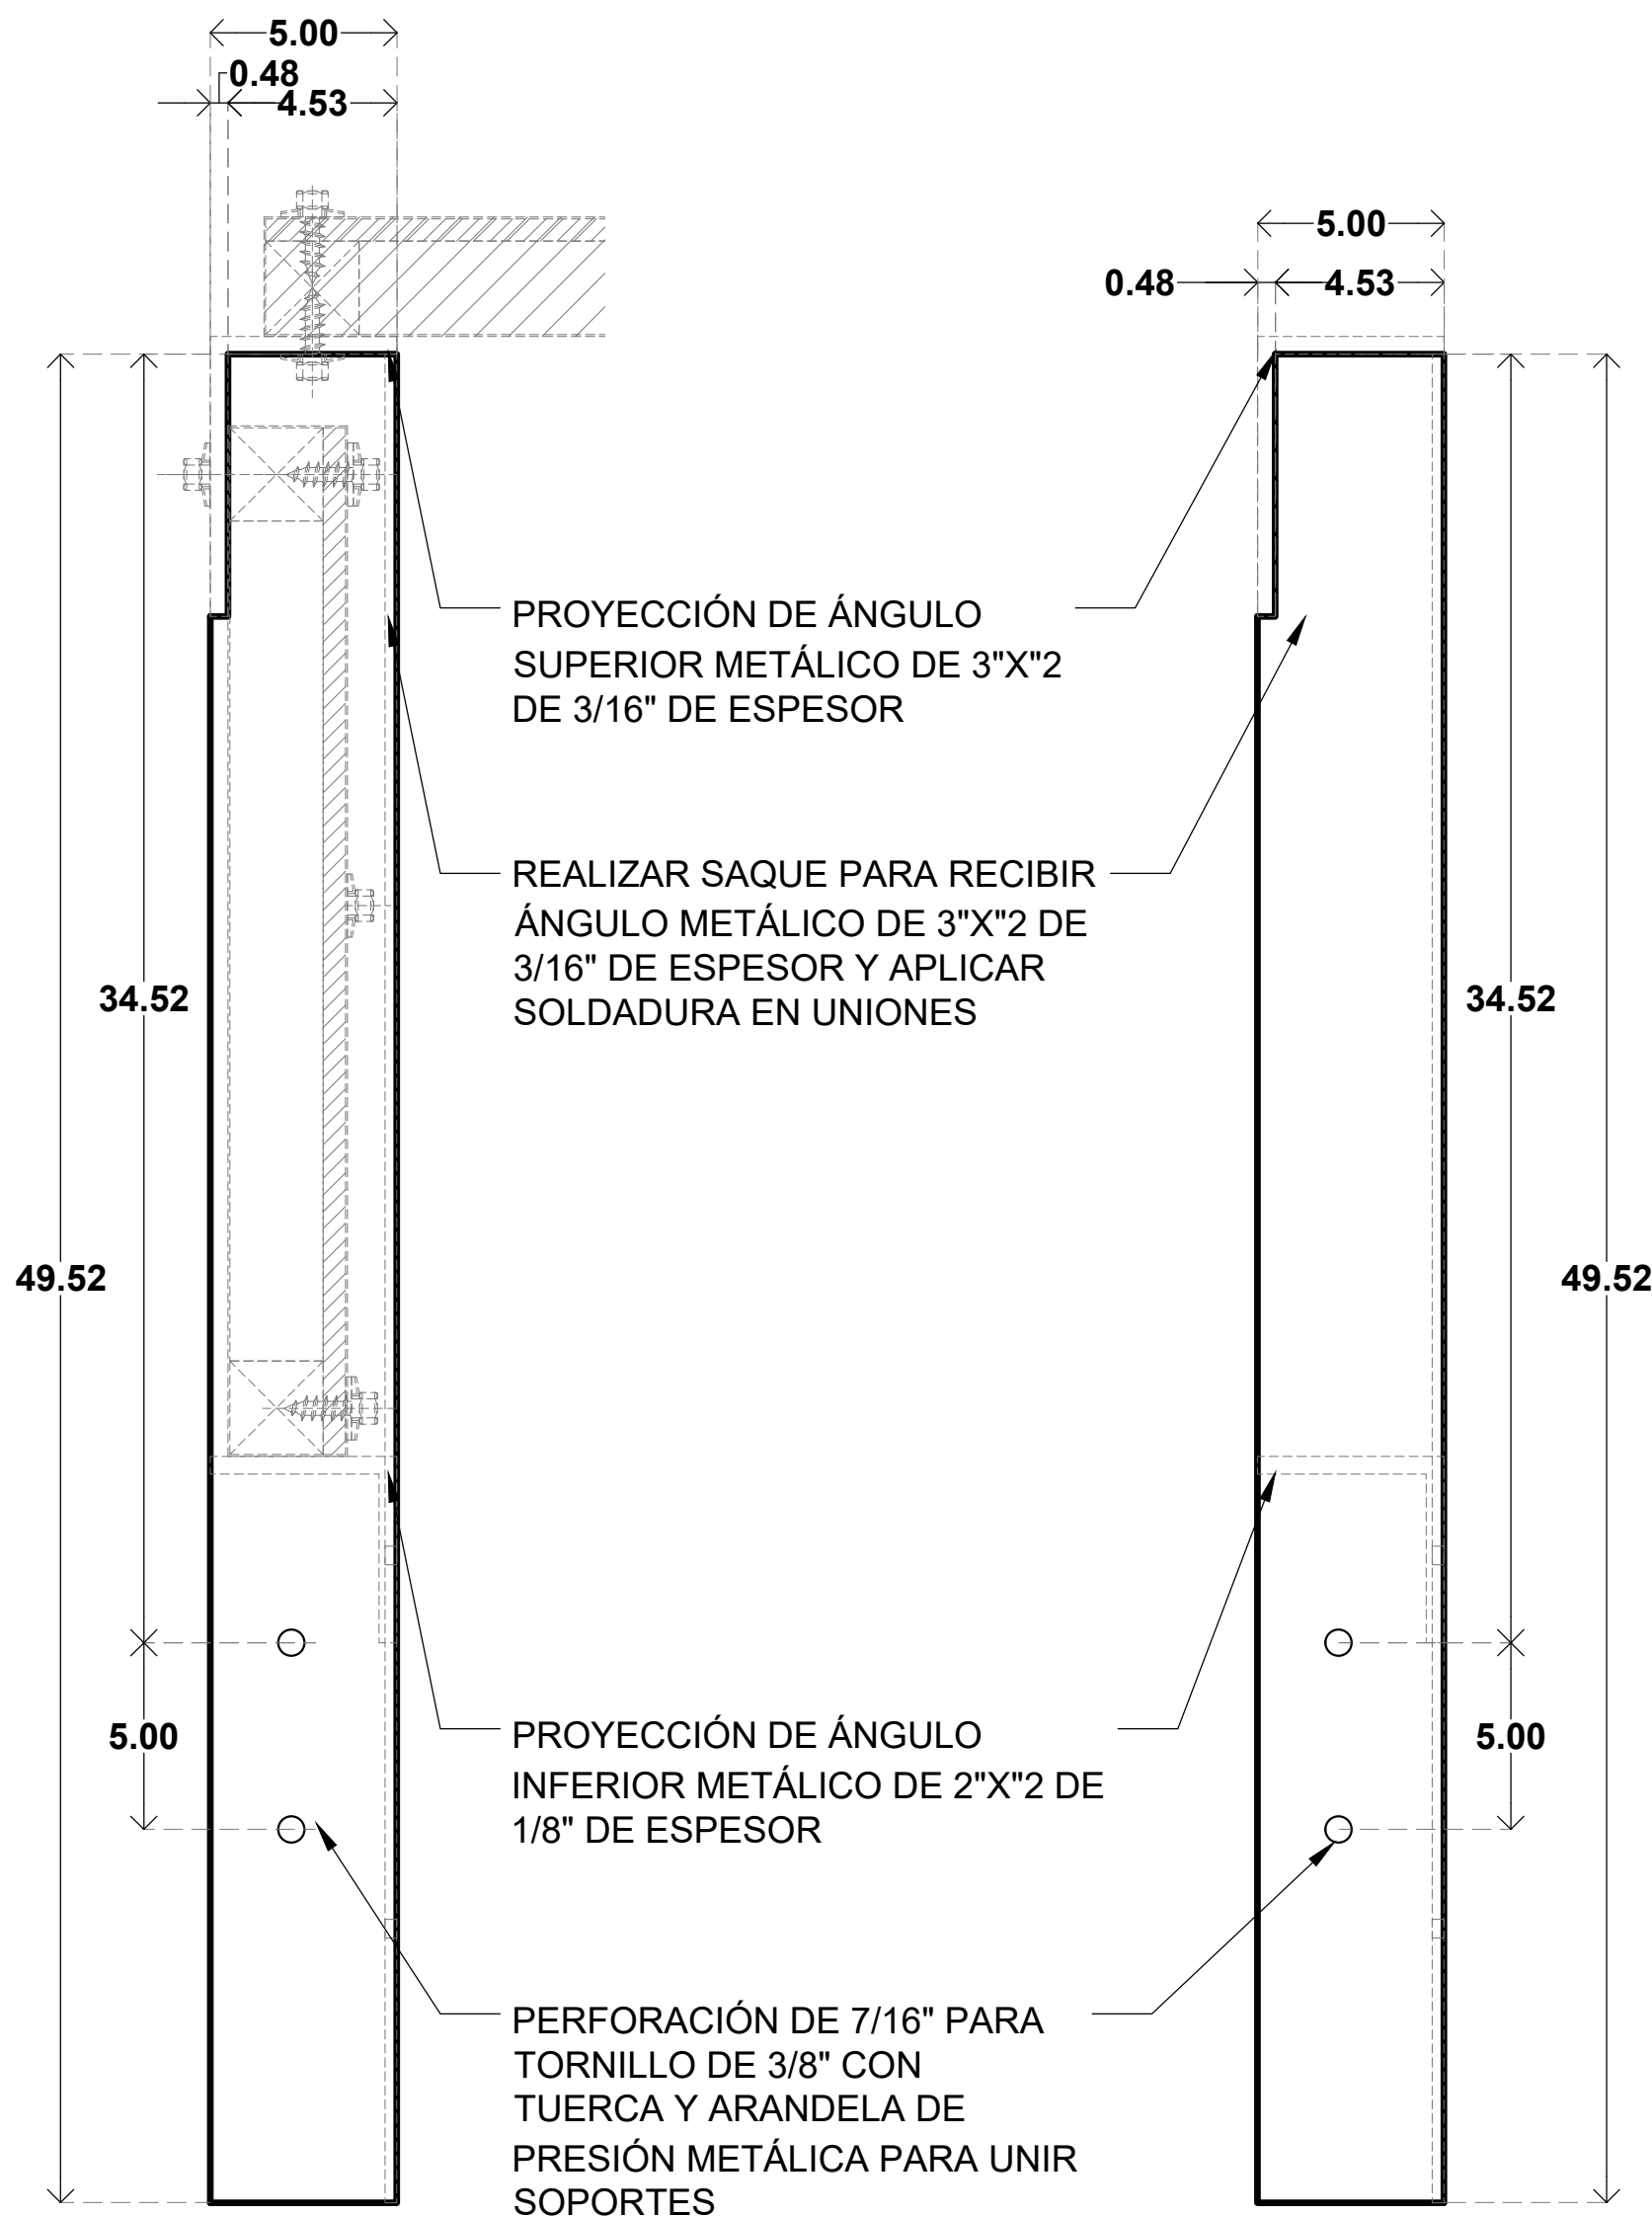 5.00
0.48
4.53
5.00
0.48
4.53
PROYECCIÓN DE ÁNGULO
SUPERIOR METÁLICO DE 3"X"2
DE 3/16" DE ESPESOR
REALIZAR SAQUE PARA RECIBIR
ÁNGULO METÁLICO DE 3"X"2 DE
3/16" DE ESPESOR Y APLICAR
SOLDADURA EN UNIONES
34.52
34.52
49.52
49.52
PROYECCIÓN DE ÁNGULO
INFERIOR METÁLICO DE 2"X"2 DE
1/8" DE ESPESOR
5.00
5.00
PERFORACIÓN DE 7/16" PARA
TORNILLO DE 3/8" CON
TUERCA Y ARANDELA DE
PRESIÓN METÁLICA PARA UNIR
SOPORTES